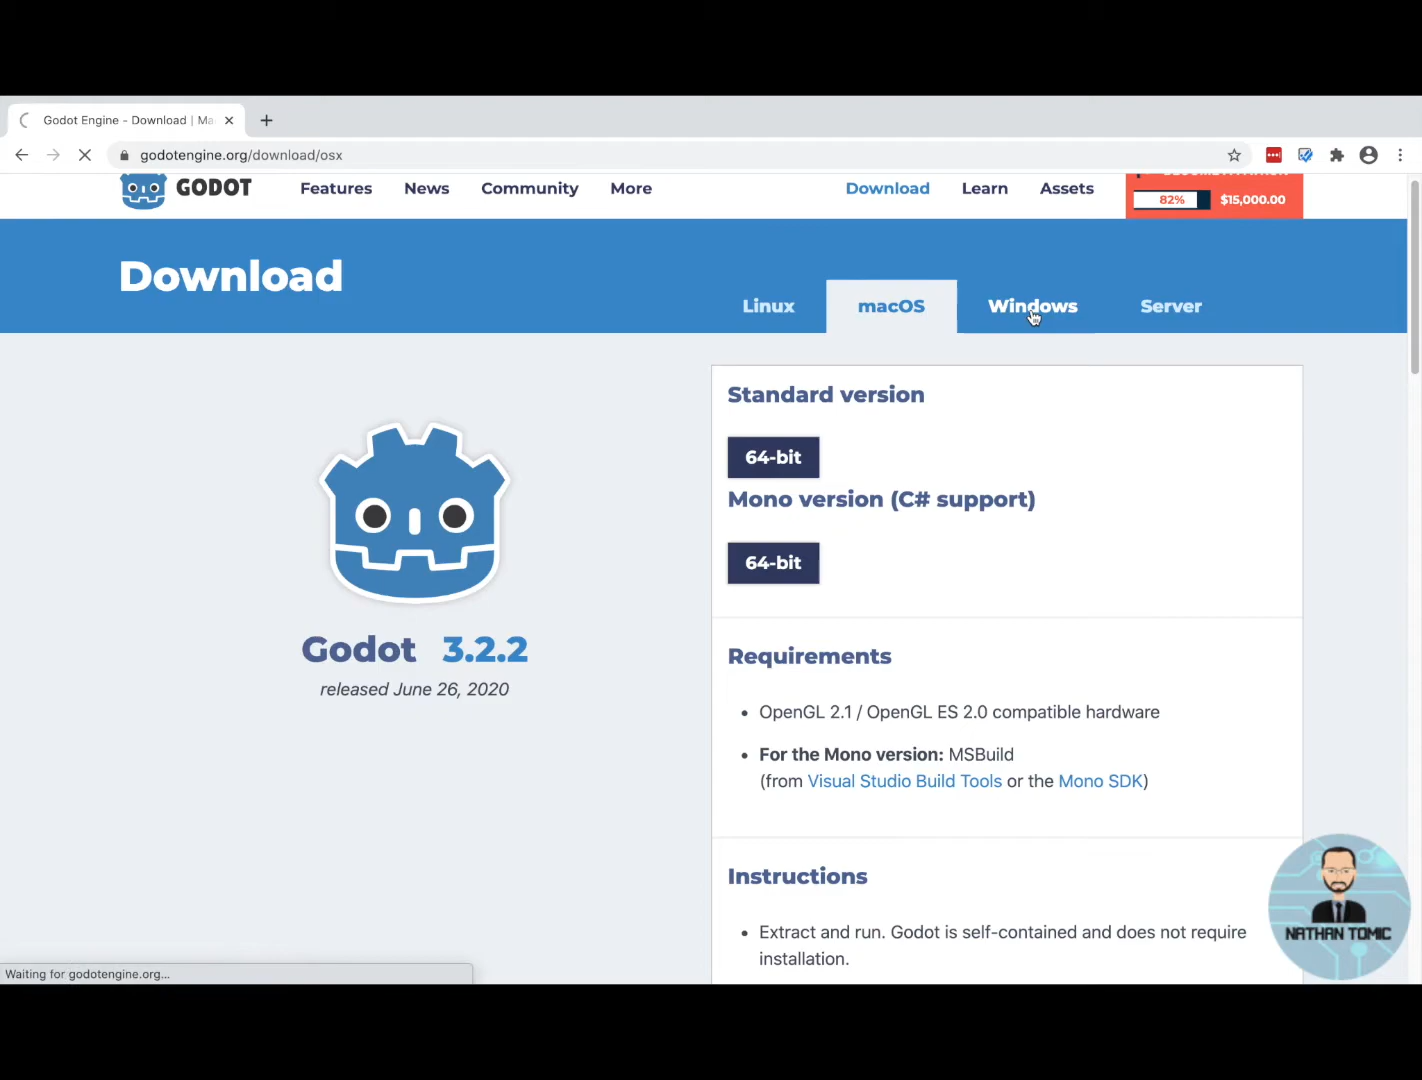 Godot Engine - Download | Ma
godotengine.org/download/osx
GODOT
Features
News
Community
More
Download
Learn
Assets
82%
$15,000.00
Download
Linux
macOS
Windows
Server
Godot 3.2.2
released June 26, 2020
Standard version
64-bit
Mono version (C# support)
64-bit
Requirements
• OpenGL 2.1 / OpenGL ES 2.0 compatible hardware
• For the Mono version: MSBuild
(from Visual Studio Build Tools or the Mono SDK)
Instructions
• Extract and run. Godot is self-contained and does not require
installation.
NATHAN TOMIC
Waiting for godotengine.org...